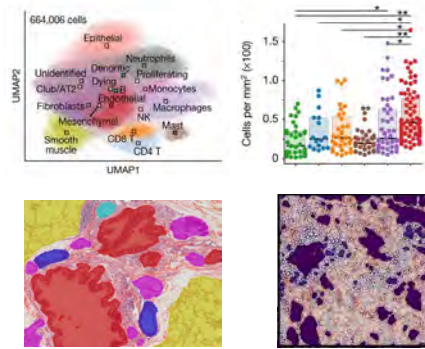 664,006 cells
Epithelial
Neutrophils
Dendritic
Unidentified
Dying
Proliferating
Club/AT2
B
Monocytes
Fibroblasts
Endothelial
Macrophages
NK
Mesenchymal
Mast
Smooth
muscle
CD8 T
CD4 T
UMAP2
UMAP1
Cells per mm² (×100)
1.5
1.0
0.5
0
*
**
*
*
**
*